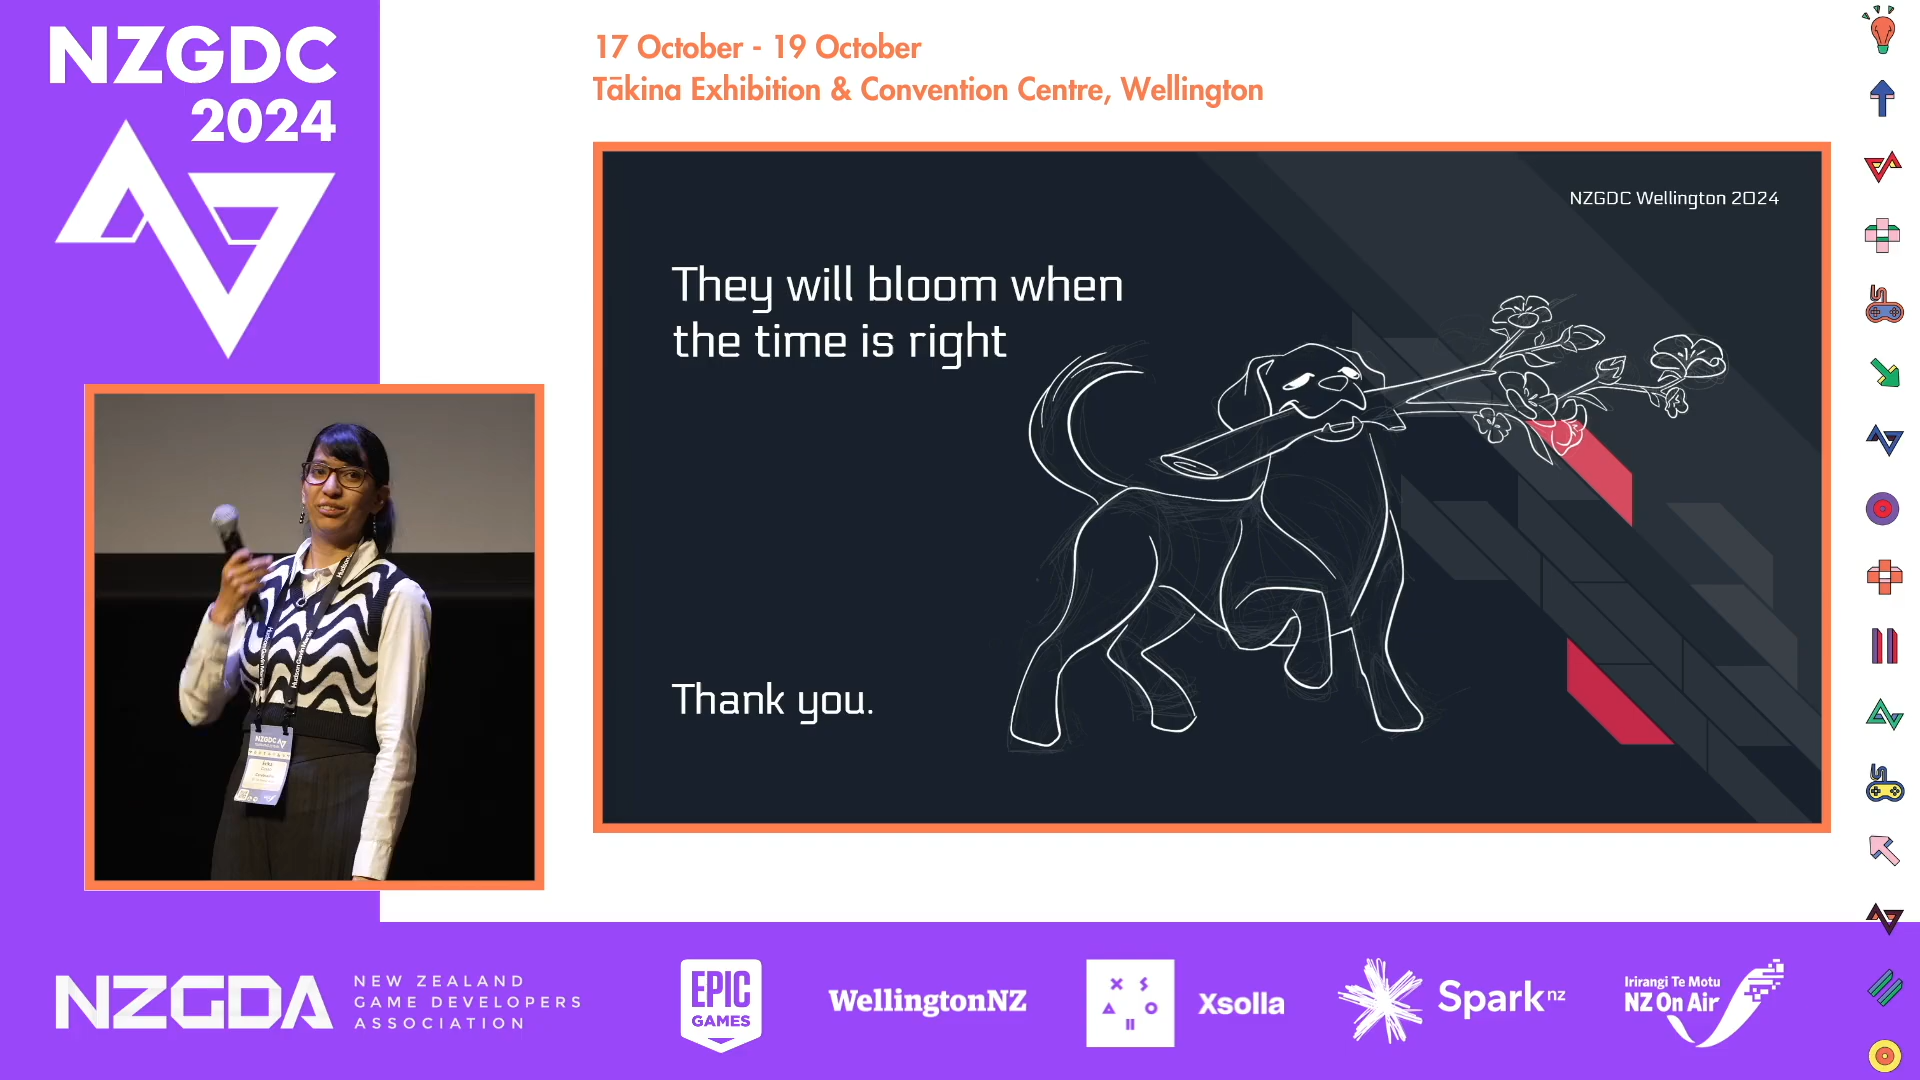 NZGDC
2024
17 October - 19 October
Tākina Exhibition & Convention Centre, Wellington
NZGDC Wellington 2024
They will bloom when
the time is right
Thank you.
NZGDC
NZGDA
NEW ZEALAND
GAME DEVELOPERS
ASSOCIATION
EPIC
GAMES
WellingtonNZ
Xsolla
Spark nz
Irirangi Te Motu
NZ On Air